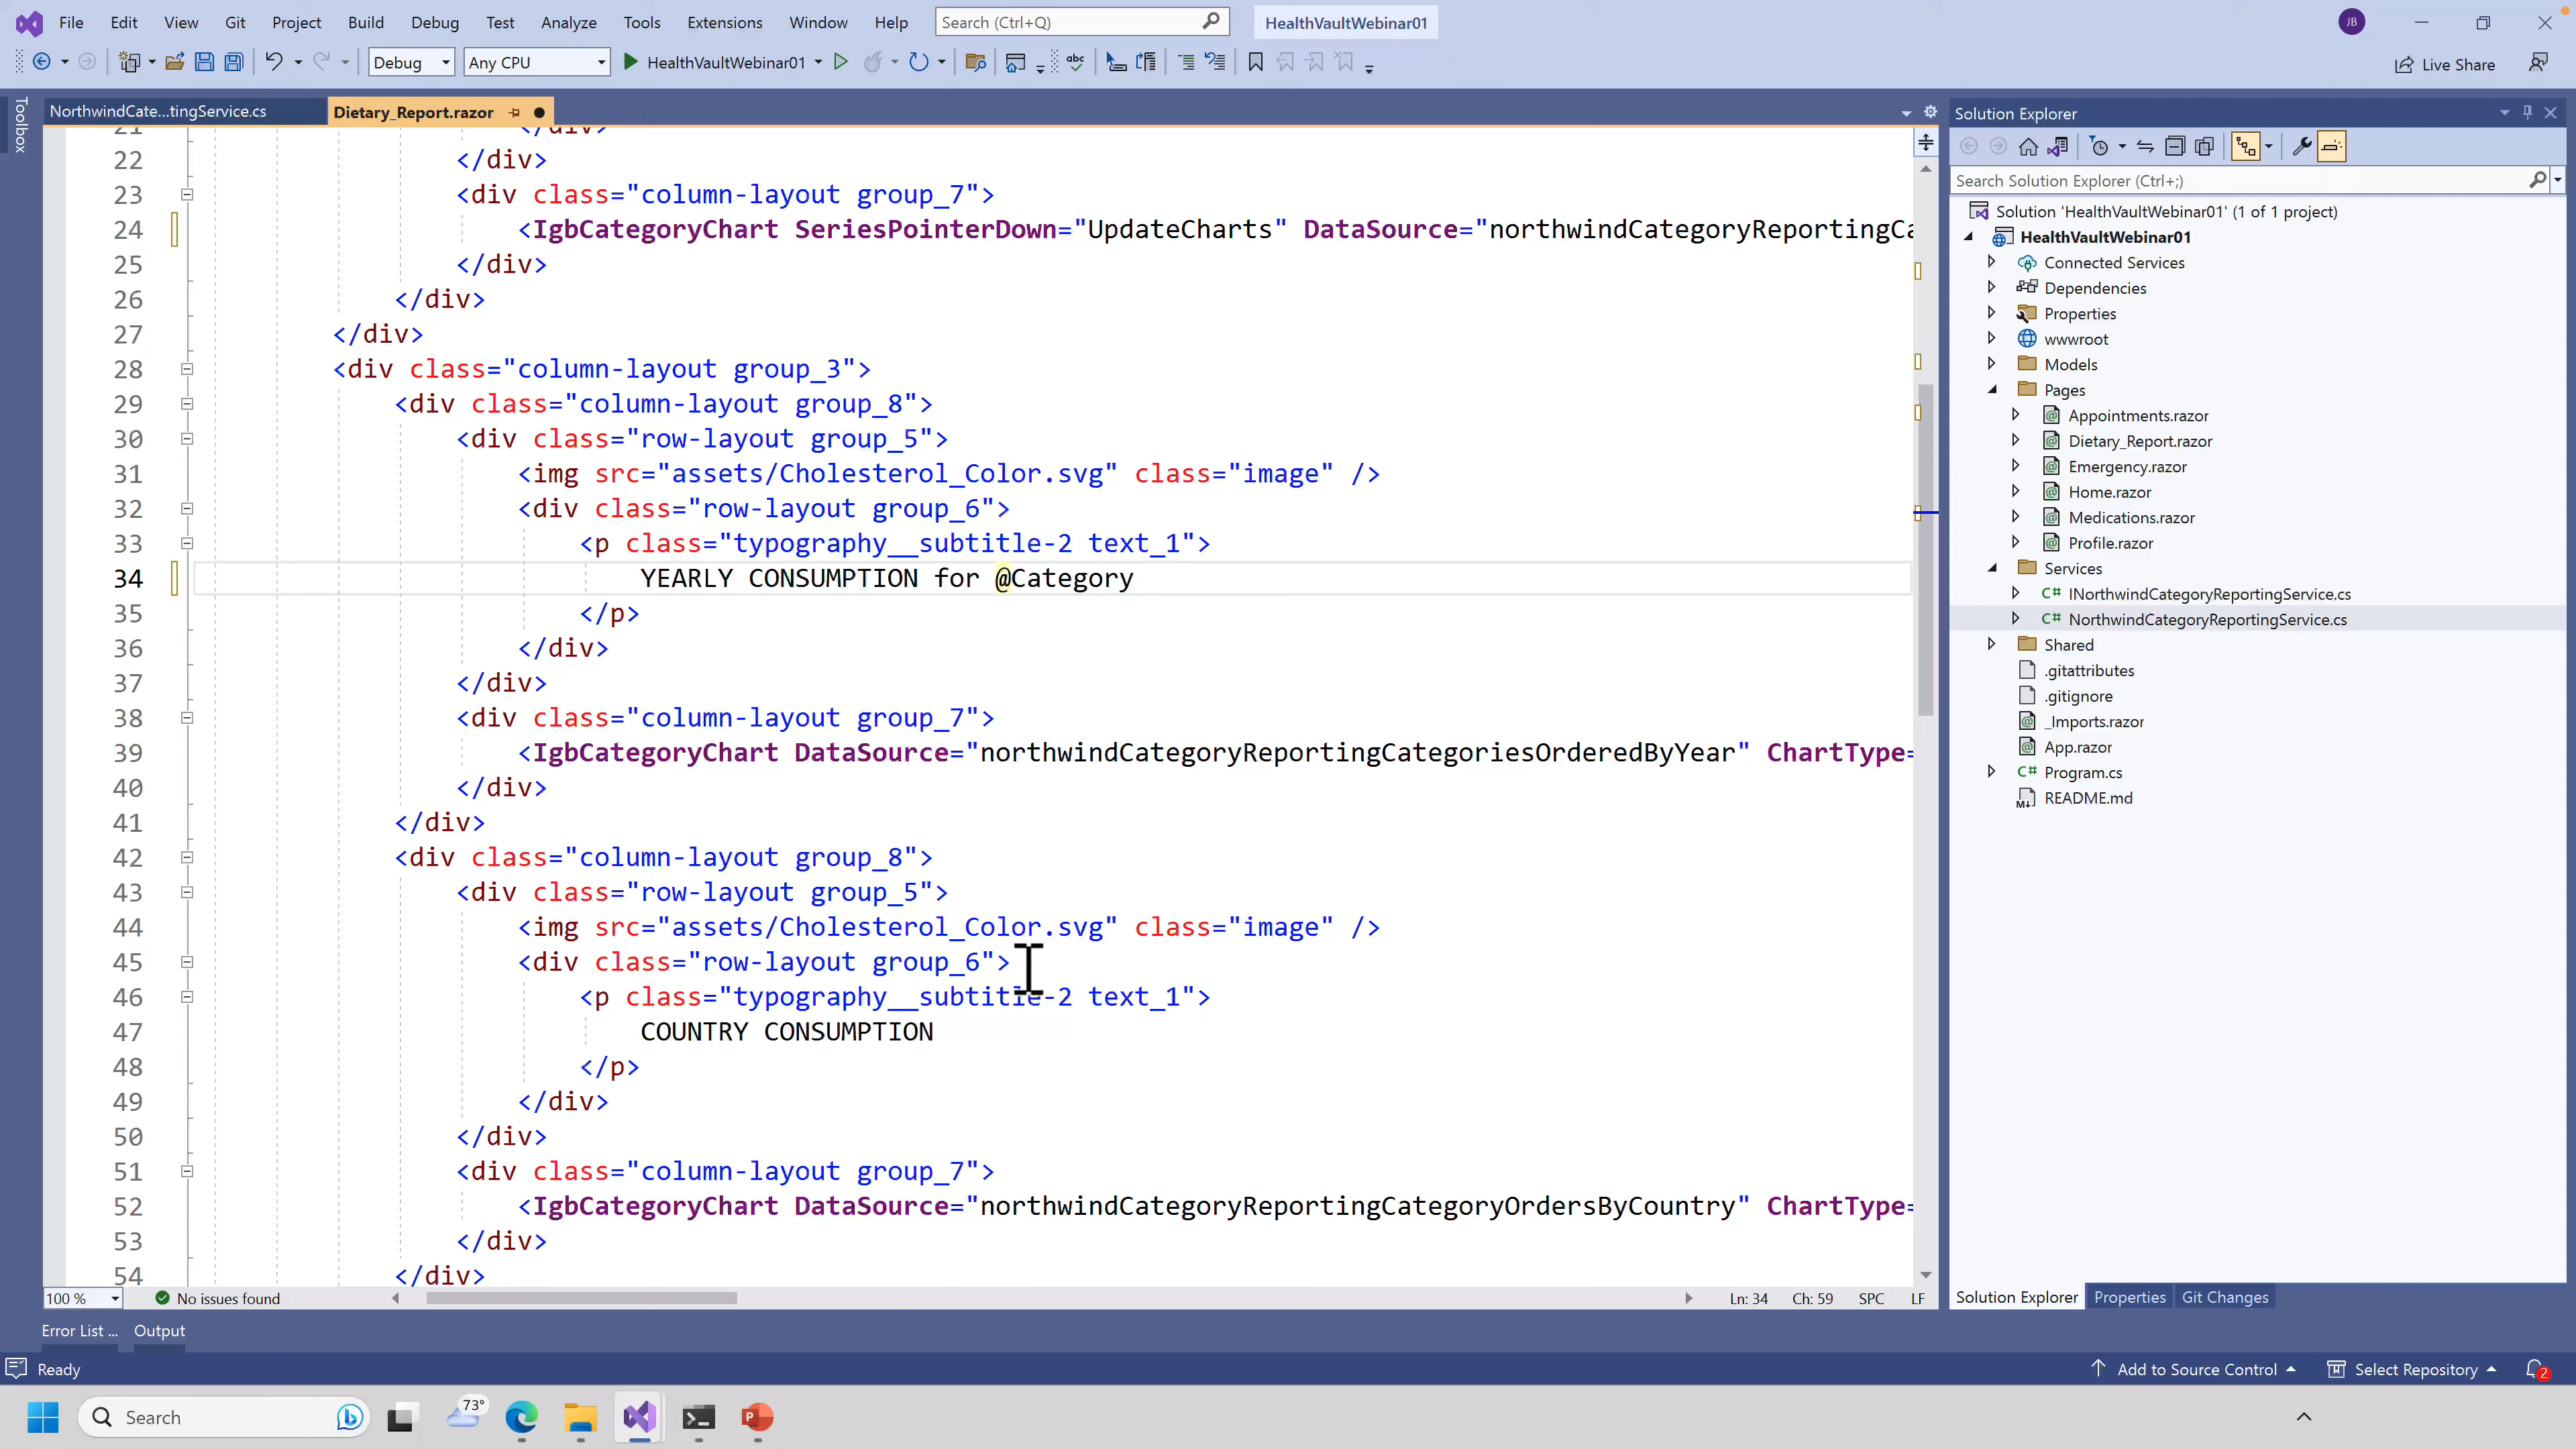 File Edit View Git Project Build Debug Test Analyze Tools Extensions Window Help Search (Ctrl+Q) HealthVaultWebinar01 JB
Debug Any CPU HealthVaultWebinar01 abc Live Share
Toolbox
NorthwindCate...tingService.cs Dietary_Report.razor
21 </div>
22 </div>
23 <div class="column-layout group_7">
24 <IgbCategoryChart SeriesPointerDown="UpdateCharts" DataSource="northwindCategoryReportingCa
25 </div>
26 </div>
27 </div>
28 <div class="column-layout group_3">
29 <div class="column-layout group_8">
30 <div class="row-layout group_5">
31 <img src="assets/Cholesterol_Color.svg" class="image" />
32 <div class="row-layout group_6">
33 <p class="typography__subtitle-2 text_1">
34 YEARLY CONSUMPTION for @Category
35 </p>
36 </div>
37 </div>
38 <div class="column-layout group_7">
39 <IgbCategoryChart DataSource="northwindCategoryReportingCategoriesOrderedByYear" ChartType=
40 </div>
41 </div>
42 <div class="column-layout group_8">
43 <div class="row-layout group_5">
44 <img src="assets/Cholesterol_Color.svg" class="image" />
45 <div class="row-layout group_6">
46 <p class="typography__subtitle-2 text_1">
47 COUNTRY CONSUMPTION
48 </p>
49 </div>
50 </div>
51 <div class="column-layout group_7">
52 <IgbCategoryChart DataSource="northwindCategoryReportingCategoryOrdersByCountry" ChartType=
53 </div>
54 </div>
100 % No issues found Ln: 34 Ch: 59 SPC LF
Solution Explorer
Search Solution Explorer (Ctrl+;)
Solution 'HealthVaultWebinar01' (1 of 1 project)
HealthVaultWebinar01
Connected Services
Dependencies
Properties
wwwroot
Models
Pages
Appointments.razor
Dietary_Report.razor
Emergency.razor
Home.razor
Medications.razor
Profile.razor
Services
C# INorthwindCategoryReportingService.cs
C# NorthwindCategoryReportingService.cs
Shared
.gitattributes
.gitignore
_Imports.razor
App.razor
C# Program.cs
README.md
Solution Explorer Properties Git Changes
Error List ... Output
Ready Add to Source Control Select Repository 2
Search 73°